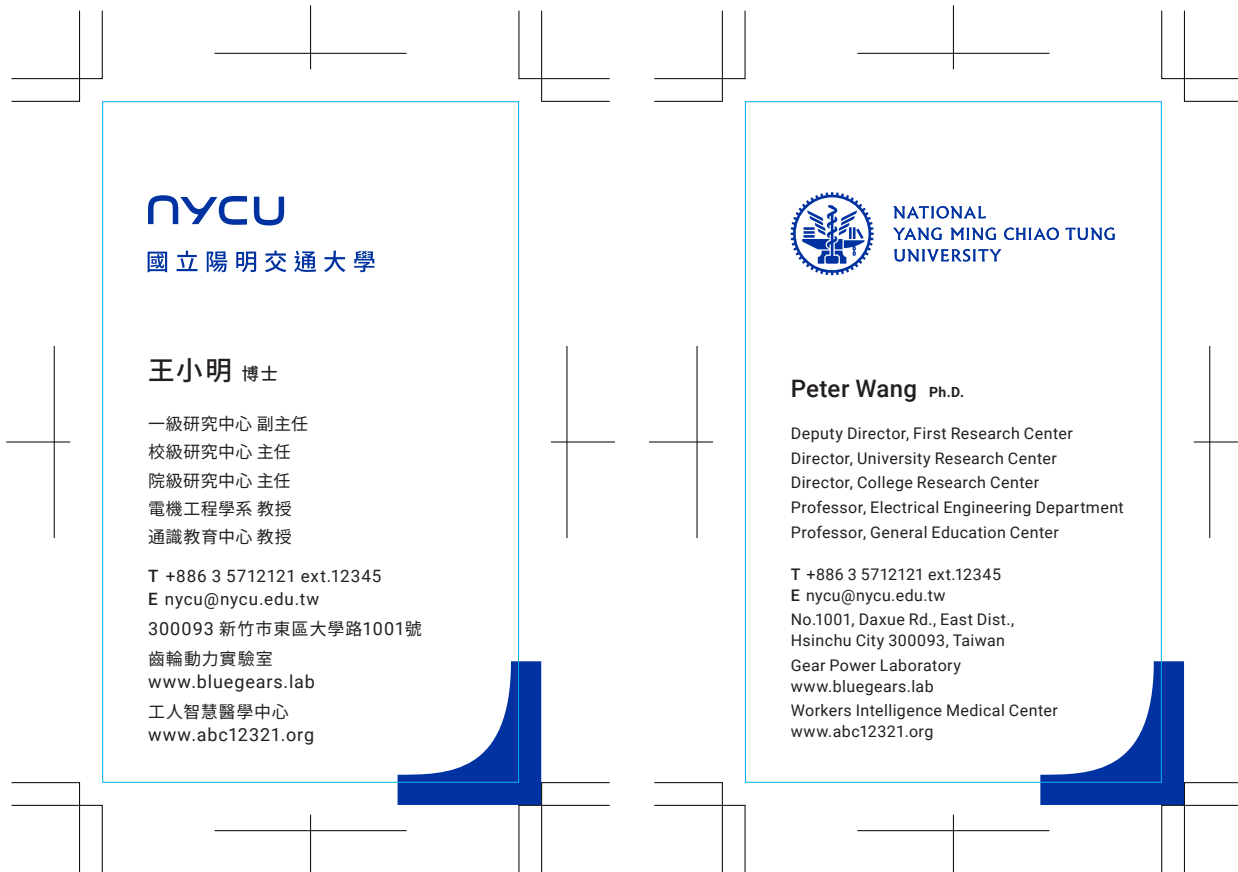 NYCU
國立陽明交通大學
王小明 博士
一級研究中心 副主任
校級研究中心 主任
院級研究中心 主任
電機工程學系 教授
通識教育中心 教授
T +886 3 5712121 ext.12345
E nycu@nycu.edu.tw
300093 新竹市東區大學路1001號
齒輪動力實驗室
www.bluegears.lab
工人智慧醫學中心
www.abc12321.org
NATIONAL
YANG MING CHIAO TUNG
UNIVERSITY
Peter Wang Ph.D.
Deputy Director, First Research Center
Director, University Research Center
Director, College Research Center
Professor, Electrical Engineering Department
Professor, General Education Center
T +886 3 5712121 ext.12345
E nycu@nycu.edu.tw
No.1001, Daxue Rd., East Dist.,
Hsinchu City 300093, Taiwan
Gear Power Laboratory
www.bluegears.lab
Workers Intelligence Medical Center
www.abc12321.org